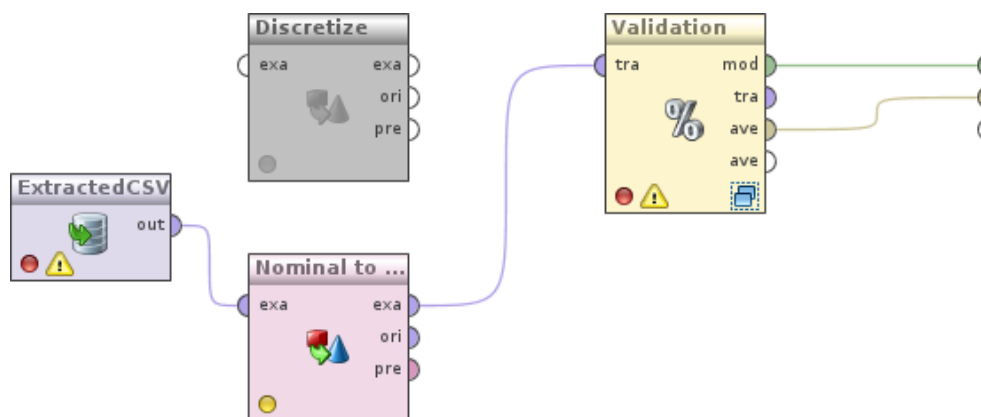 Discretize
exa exa
ori
pre
Validation
tra mod
tra
%
ave
ave
ExtractedCSV
out
Nominal to ...
exa exa
ori
pre